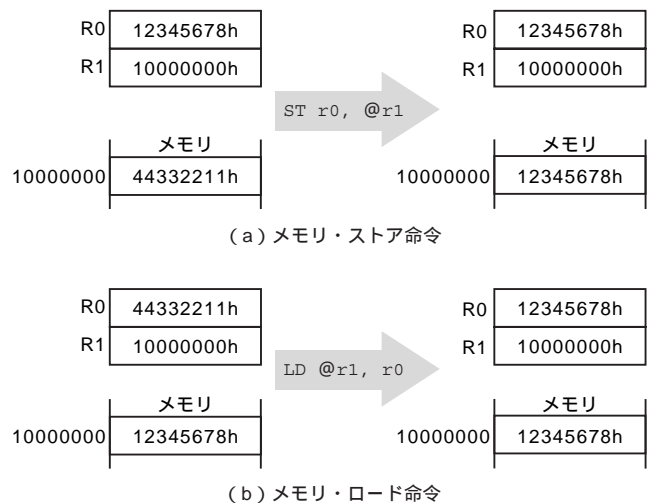 R0 12345678h R0 12345678h
R1 10000000h R1 10000000h
ST r0, @r1
メモリ メモリ
10000000 44332211h 10000000 12345678h
(a)メモリ・ストア命令
R0 44332211h R0 12345678h
R1 10000000h R1 10000000h
LD @r1, r0
メモリ メモリ
10000000 12345678h 10000000 12345678h
(b)メモリ・ロード命令